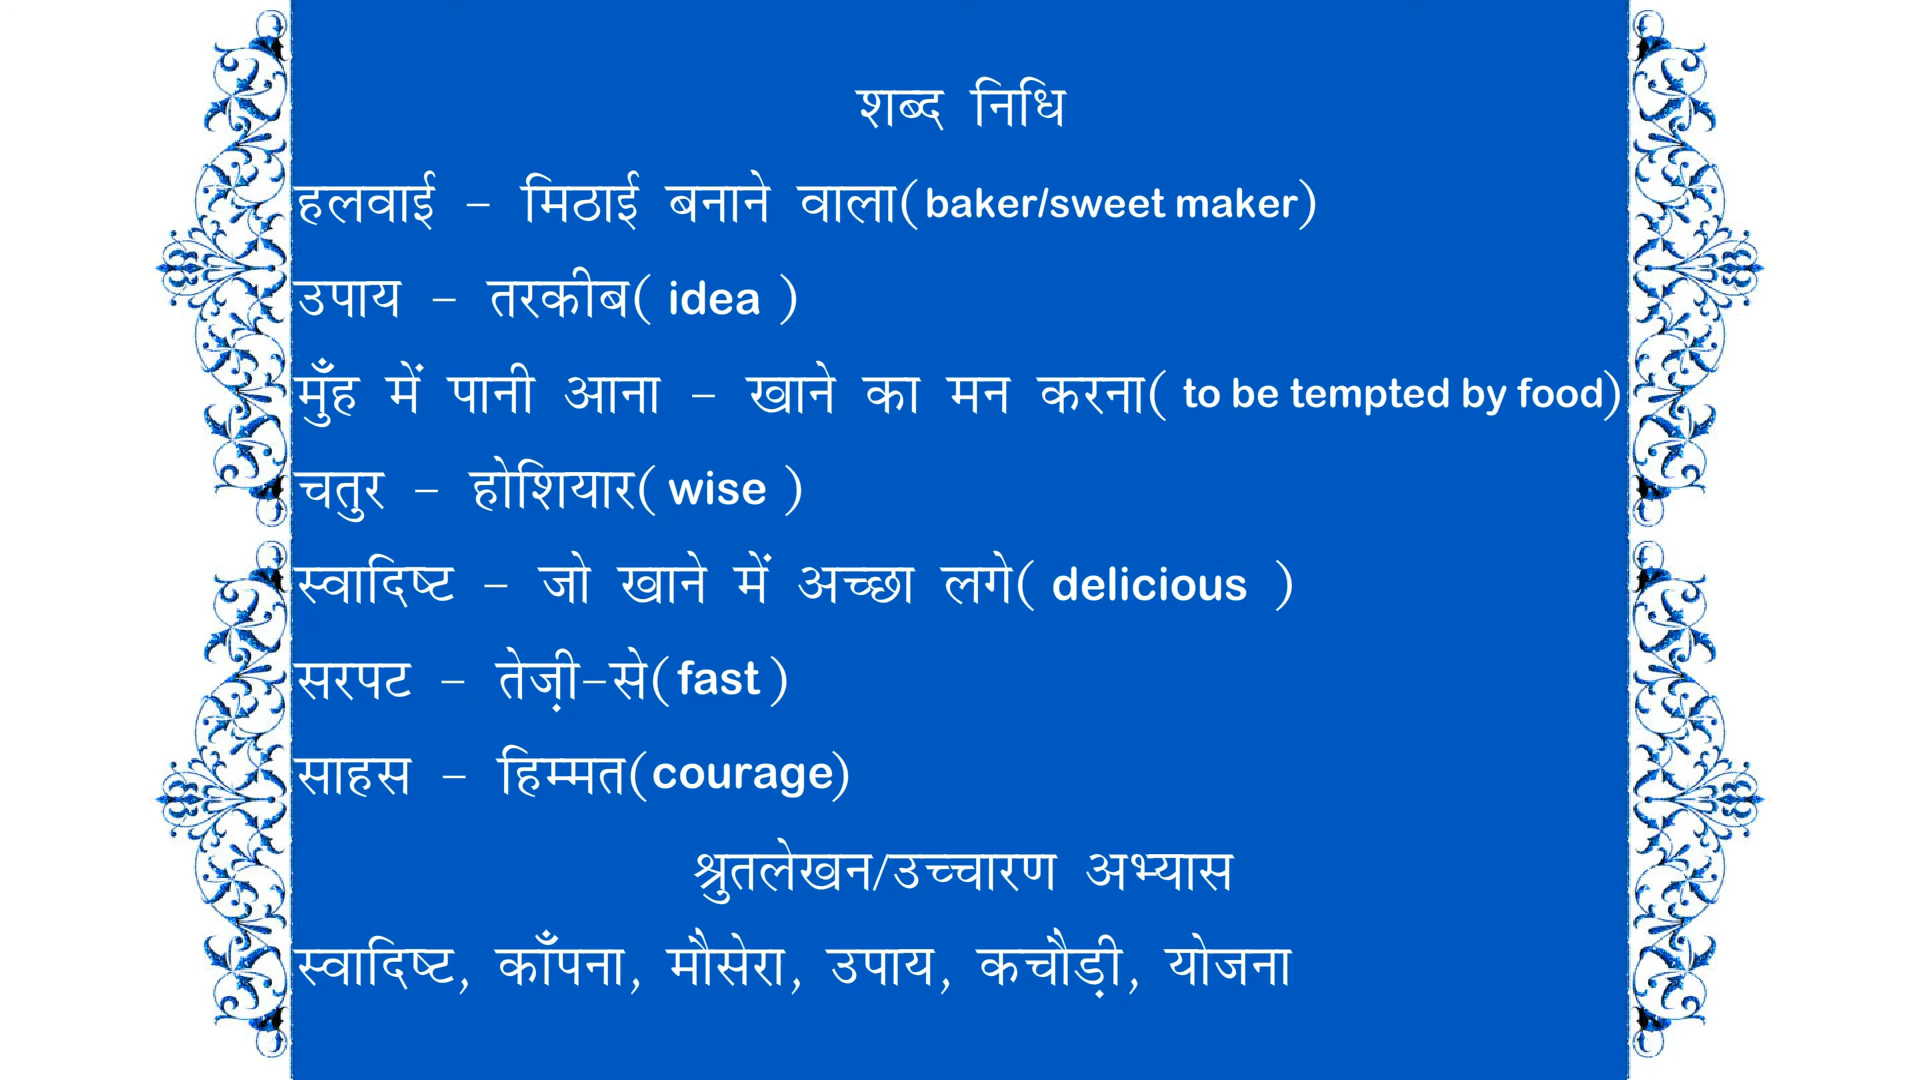 शब्द निधि
हलवाई - मिठाई बनाने वाला(baker/sweet maker)
उपाय - तरकीब( idea )
मुँह में पानी आना - खाने का मन करना( to be tempted by food)
चतुर - होशियार( wise )
स्वादिष्ट - जो खाने में अच्छा लगे( delicious )
सरपट - तेज़ी-से(fast )
साहस - हिम्मत(courage)
श्रुतलेखन/उच्चारण अभ्यास
स्वादिष्ट, काँपना, मौसेरा, उपाय, कचौड़ी, योजना